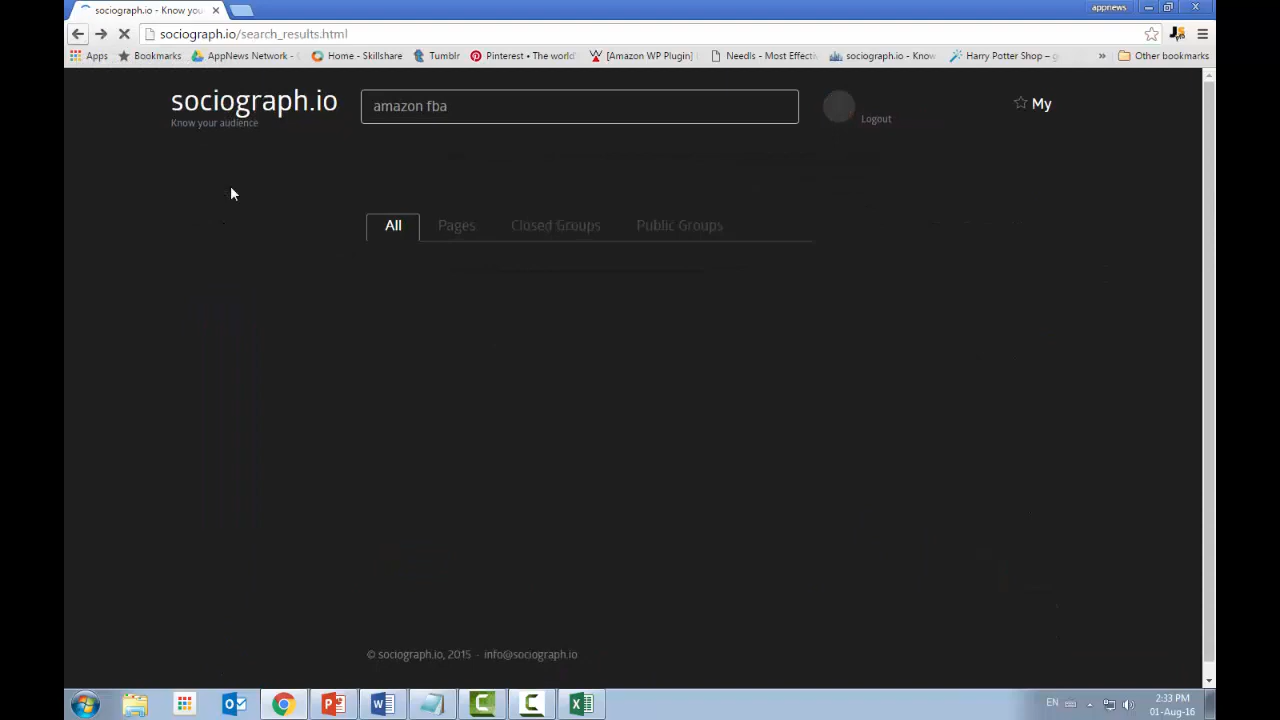 sociograph.io - Know you
appnews
sociograph.io/search_results.html
Apps Bookmarks AppNews Network - Home - Skillshare Tumblr Pinterest • The world' [Amazon WP Plugin] Needls - Most Effecti sociograph.io - Know Harry Potter Shop – g » Other bookmarks
sociograph.io amazon fba My
Know your audience Logout
All Pages Closed Groups Public Groups
© sociograph.io, 2015 - info@sociograph.io
EN 2:33 PM
01-Aug-16